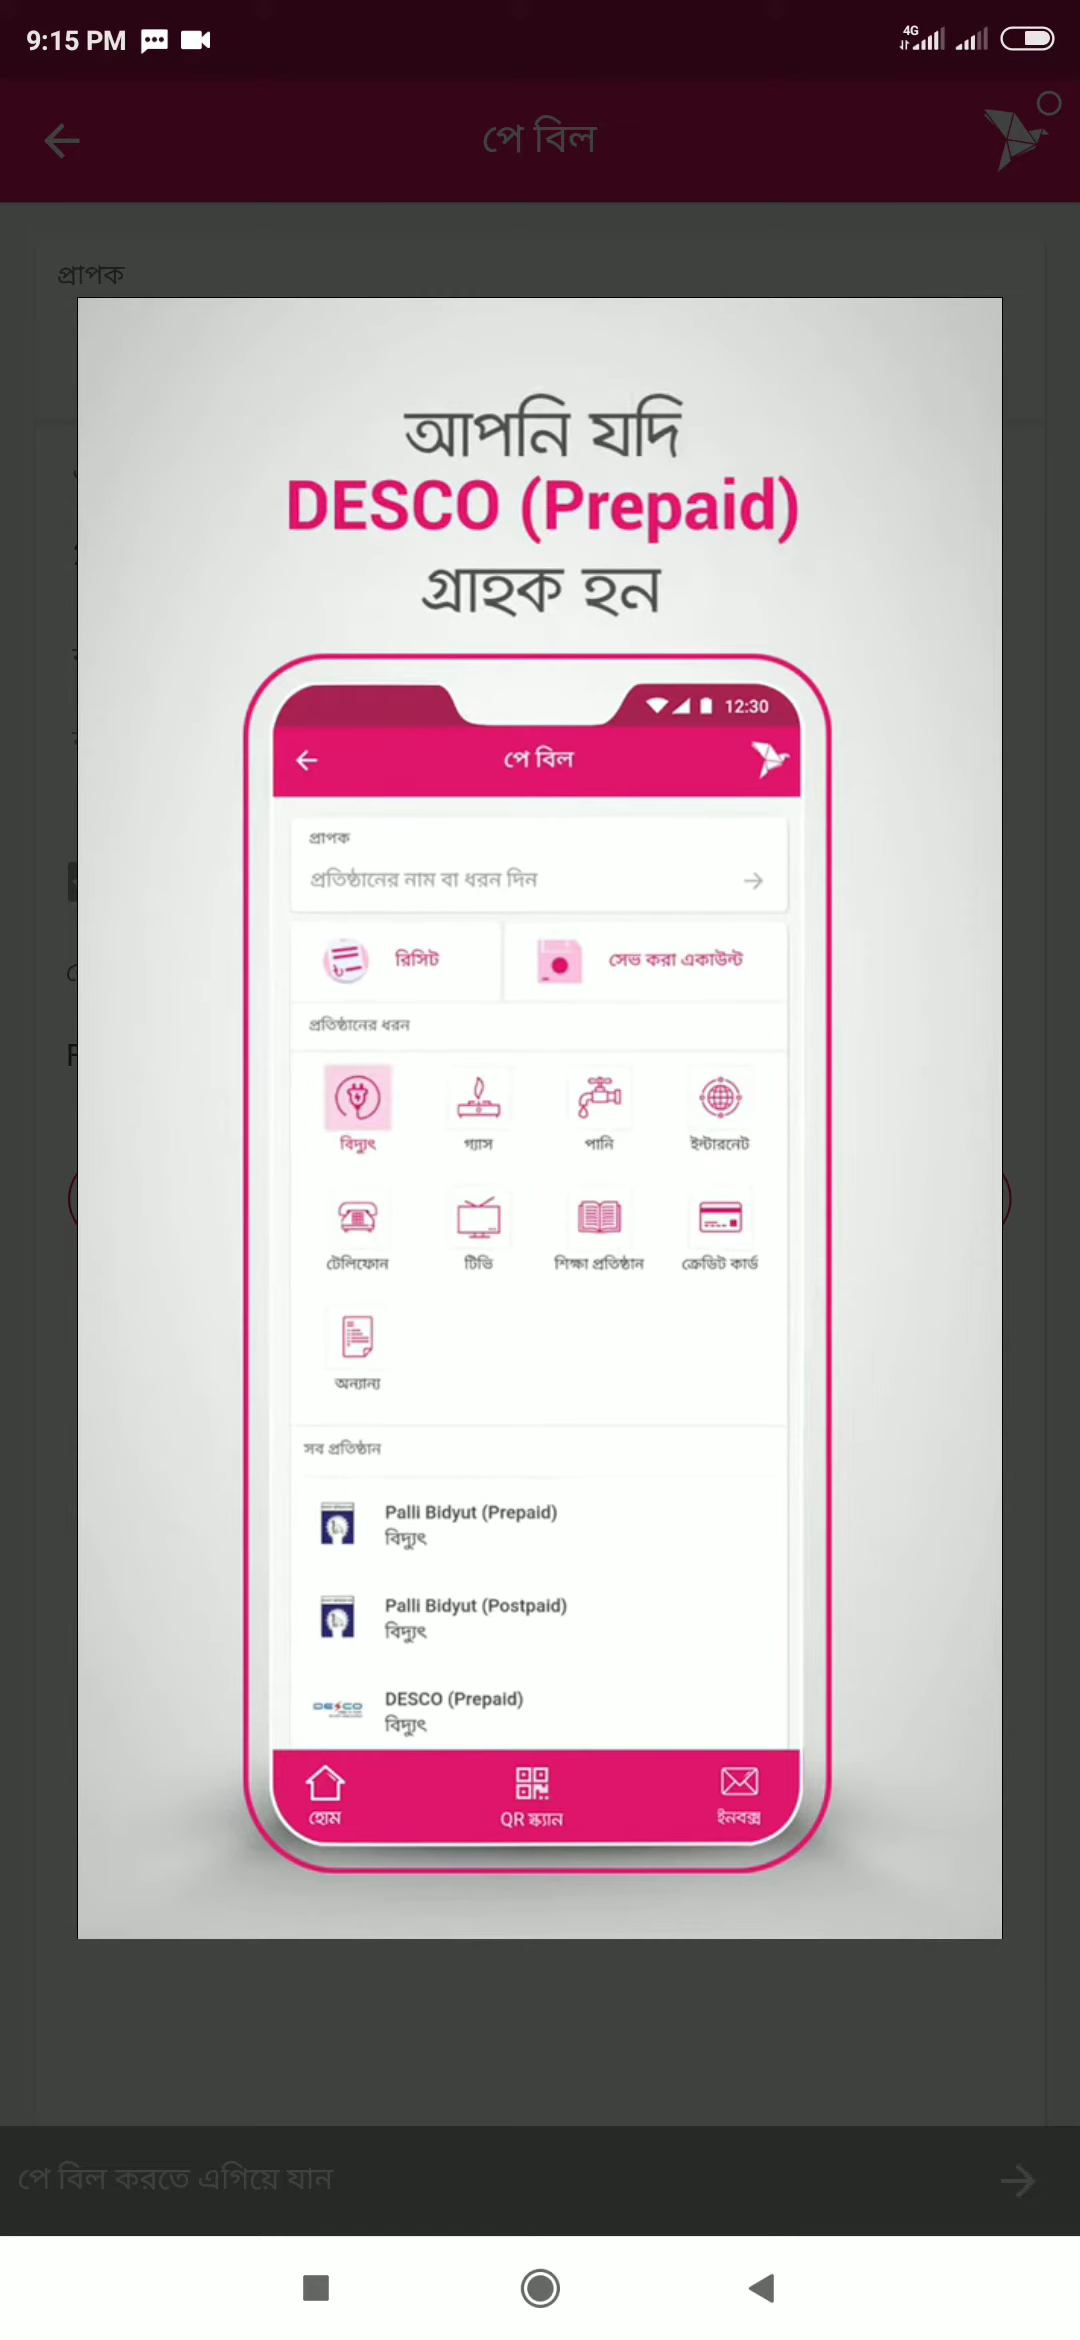 9:15 PM
4G
পে বিল
প্রাপক
আপনি যদি
DESCO (Prepaid)
গ্রাহক হন
12:30
পে বিল
প্রাপক
প্রতিষ্ঠানের নাম বা ধরন দিন
রিসিট
সেভ করা একাউন্ট
প্রতিষ্ঠানের ধরন
বিদ্যুৎ
গ্যাস
পানি
ইন্টারনেট
টেলিফোন
টিভি
শিক্ষা প্রতিষ্ঠান
ক্রেডিট কার্ড
অন্যান্য
সব প্রতিষ্ঠান
Palli Bidyut (Prepaid)
বিদ্যুৎ
Palli Bidyut (Postpaid)
বিদ্যুৎ
DESCO
DESCO (Prepaid)
বিদ্যুৎ
হোম
QR স্ক্যান
ইনবক্স
পে বিল করতে এগিয়ে যান